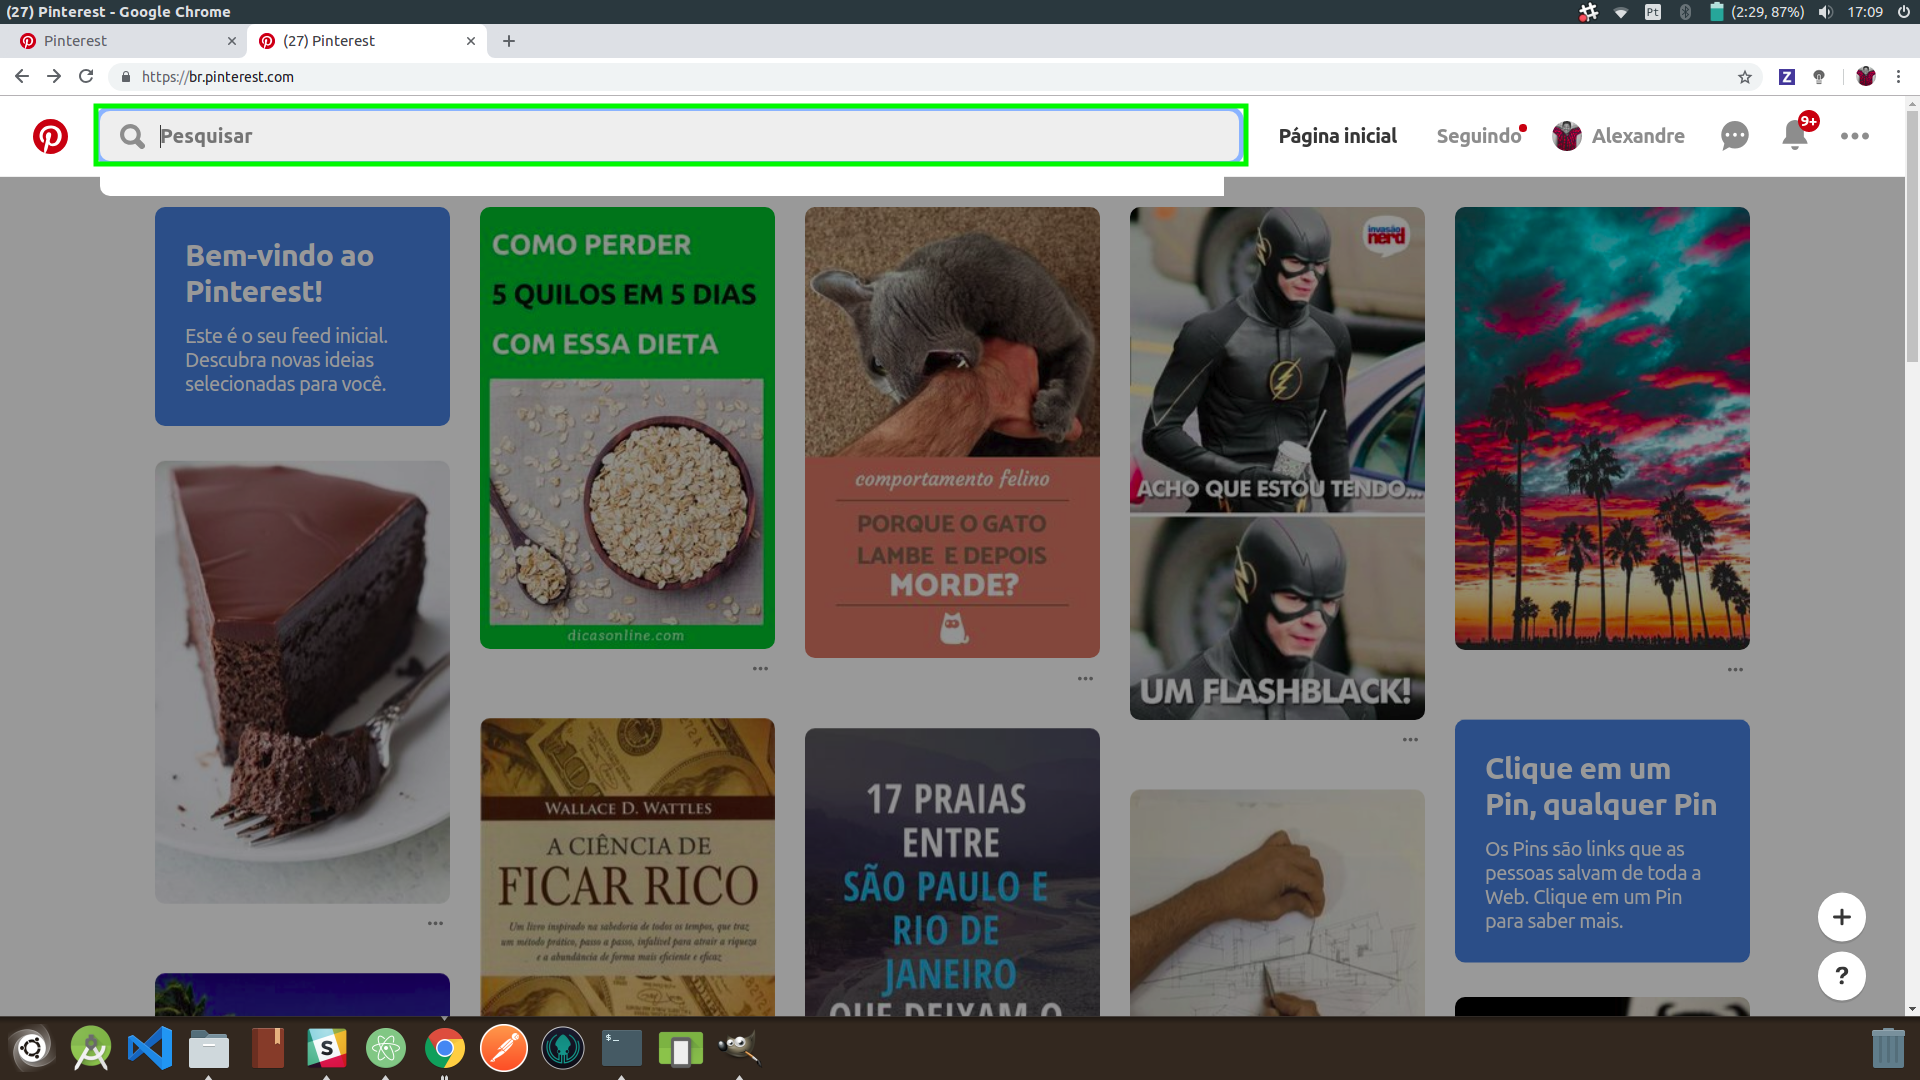 (27) Pinterest - Google Chrome
Pt
(2:29, 87%)
17:09
Pinterest
(27) Pinterest
https://br.pinterest.com
Z
Pesquisar
Página inicial
Seguindo
Alexandre
9+
Bem-vindo ao
Pinterest!
Este é o seu feed inicial.
Descubra novas ideias
selecionadas para você.
COMO PERDER
5 QUILOS EM 5 DIAS
COM ESSA DIETA
dicasonline.com
comportamento felino
PORQUE O GATO
LAMBE E DEPOIS
MORDE?
invasão
nerd
ACHO QUE ESTOU TENDO...
UM FLASHBLACK!
WALLACE D. WATTLES
A CIÊNCIA DE
FICAR RICO
Um livro inspirado na sabedoria de todos os tempos, que traz
um método prático, passo a passo, infalível para atrair a riqueza
e a abundância de forma mais eficiente e eficaz
17 PRAIAS
ENTRE
SÃO PAULO E
RIO DE
JANEIRO
QUE DEIXAM O
Clique em um
Pin, qualquer Pin
Os Pins são links que as
pessoas salvam de toda a
Web. Clique em um Pin
para saber mais.
+
?
S
$_